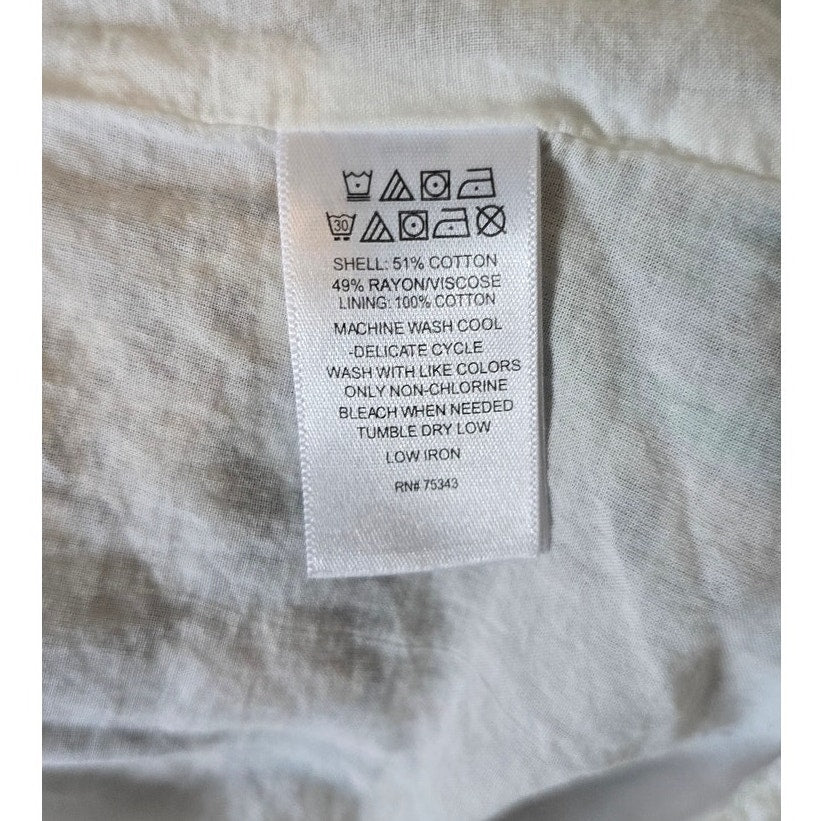 30
SHELL: 51% COTTON
49% RAYON/VISCOSE
LINING: 100% COTTON
MACHINE WASH COOL
-DELICATE CYCLE
WASH WITH LIKE COLORS
ONLY NON-CHLORINE
BLEACH WHEN NEEDED
TUMBLE DRY LOW
LOW IRON
RN# 75343